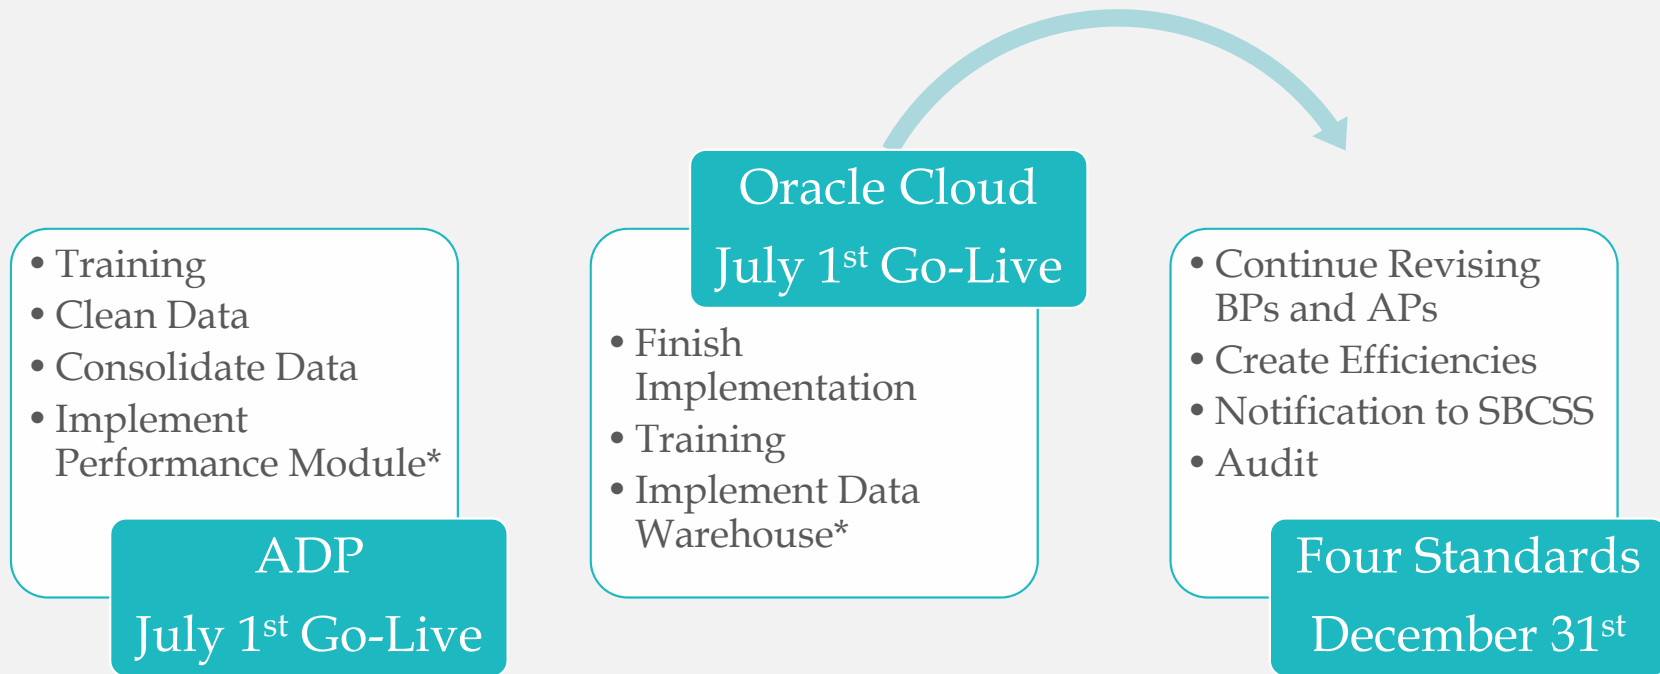 • Training
• Clean Data
• Consolidate Data
• Implement
Performance Module*
ADP
July 1st Go-Live
Oracle Cloud
July 1st Go-Live
• Finish
Implementation
• Training
• Implement Data
Warehouse*
• Continue Revising
BPs and APs
• Create Efficiencies
• Notification to SBCSS
• Audit
Four Standards
December 31st